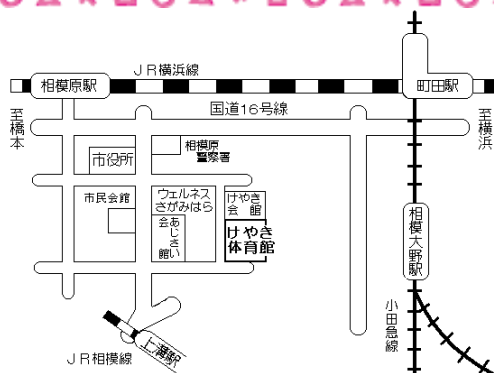 JR横浜線
相模原駅
町田駅
至橋本
国道16号線
至横浜
相模原
警察署
市役所
市民会館
ウェルネス
さがみはら
あじさい
会館
けやき
会館
けやき
体育館
相模大野駅
小田急線
上溝駅
JR相模線